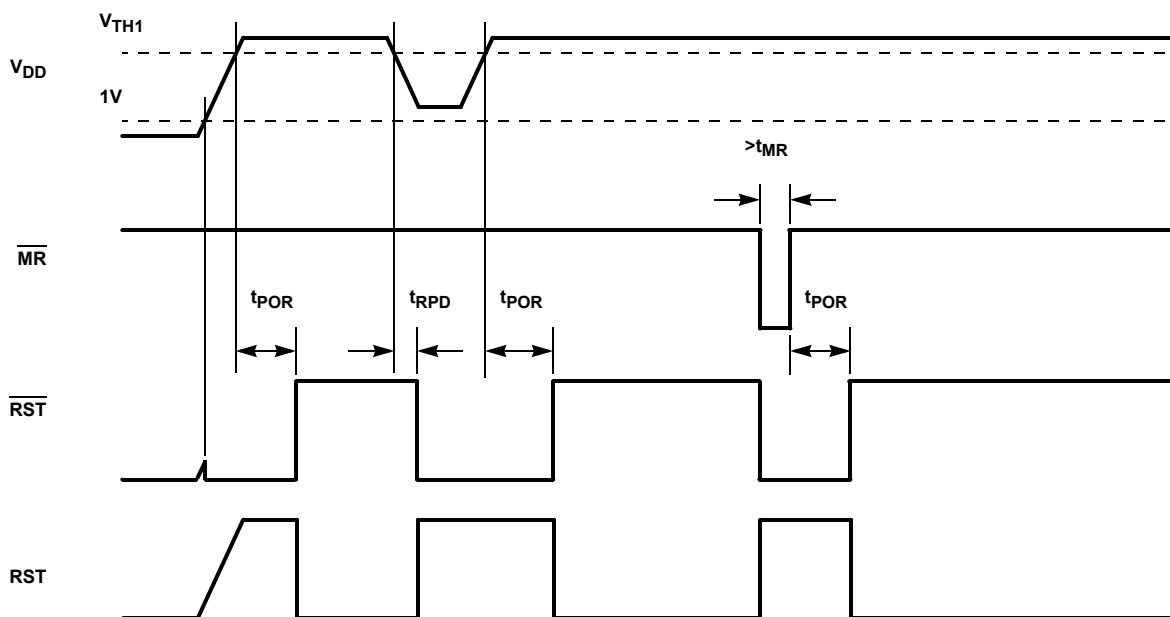 VTH1
VDD
1V
>tMR
MR
tPOR
tRPD
tPOR
tPOR
RST
RST